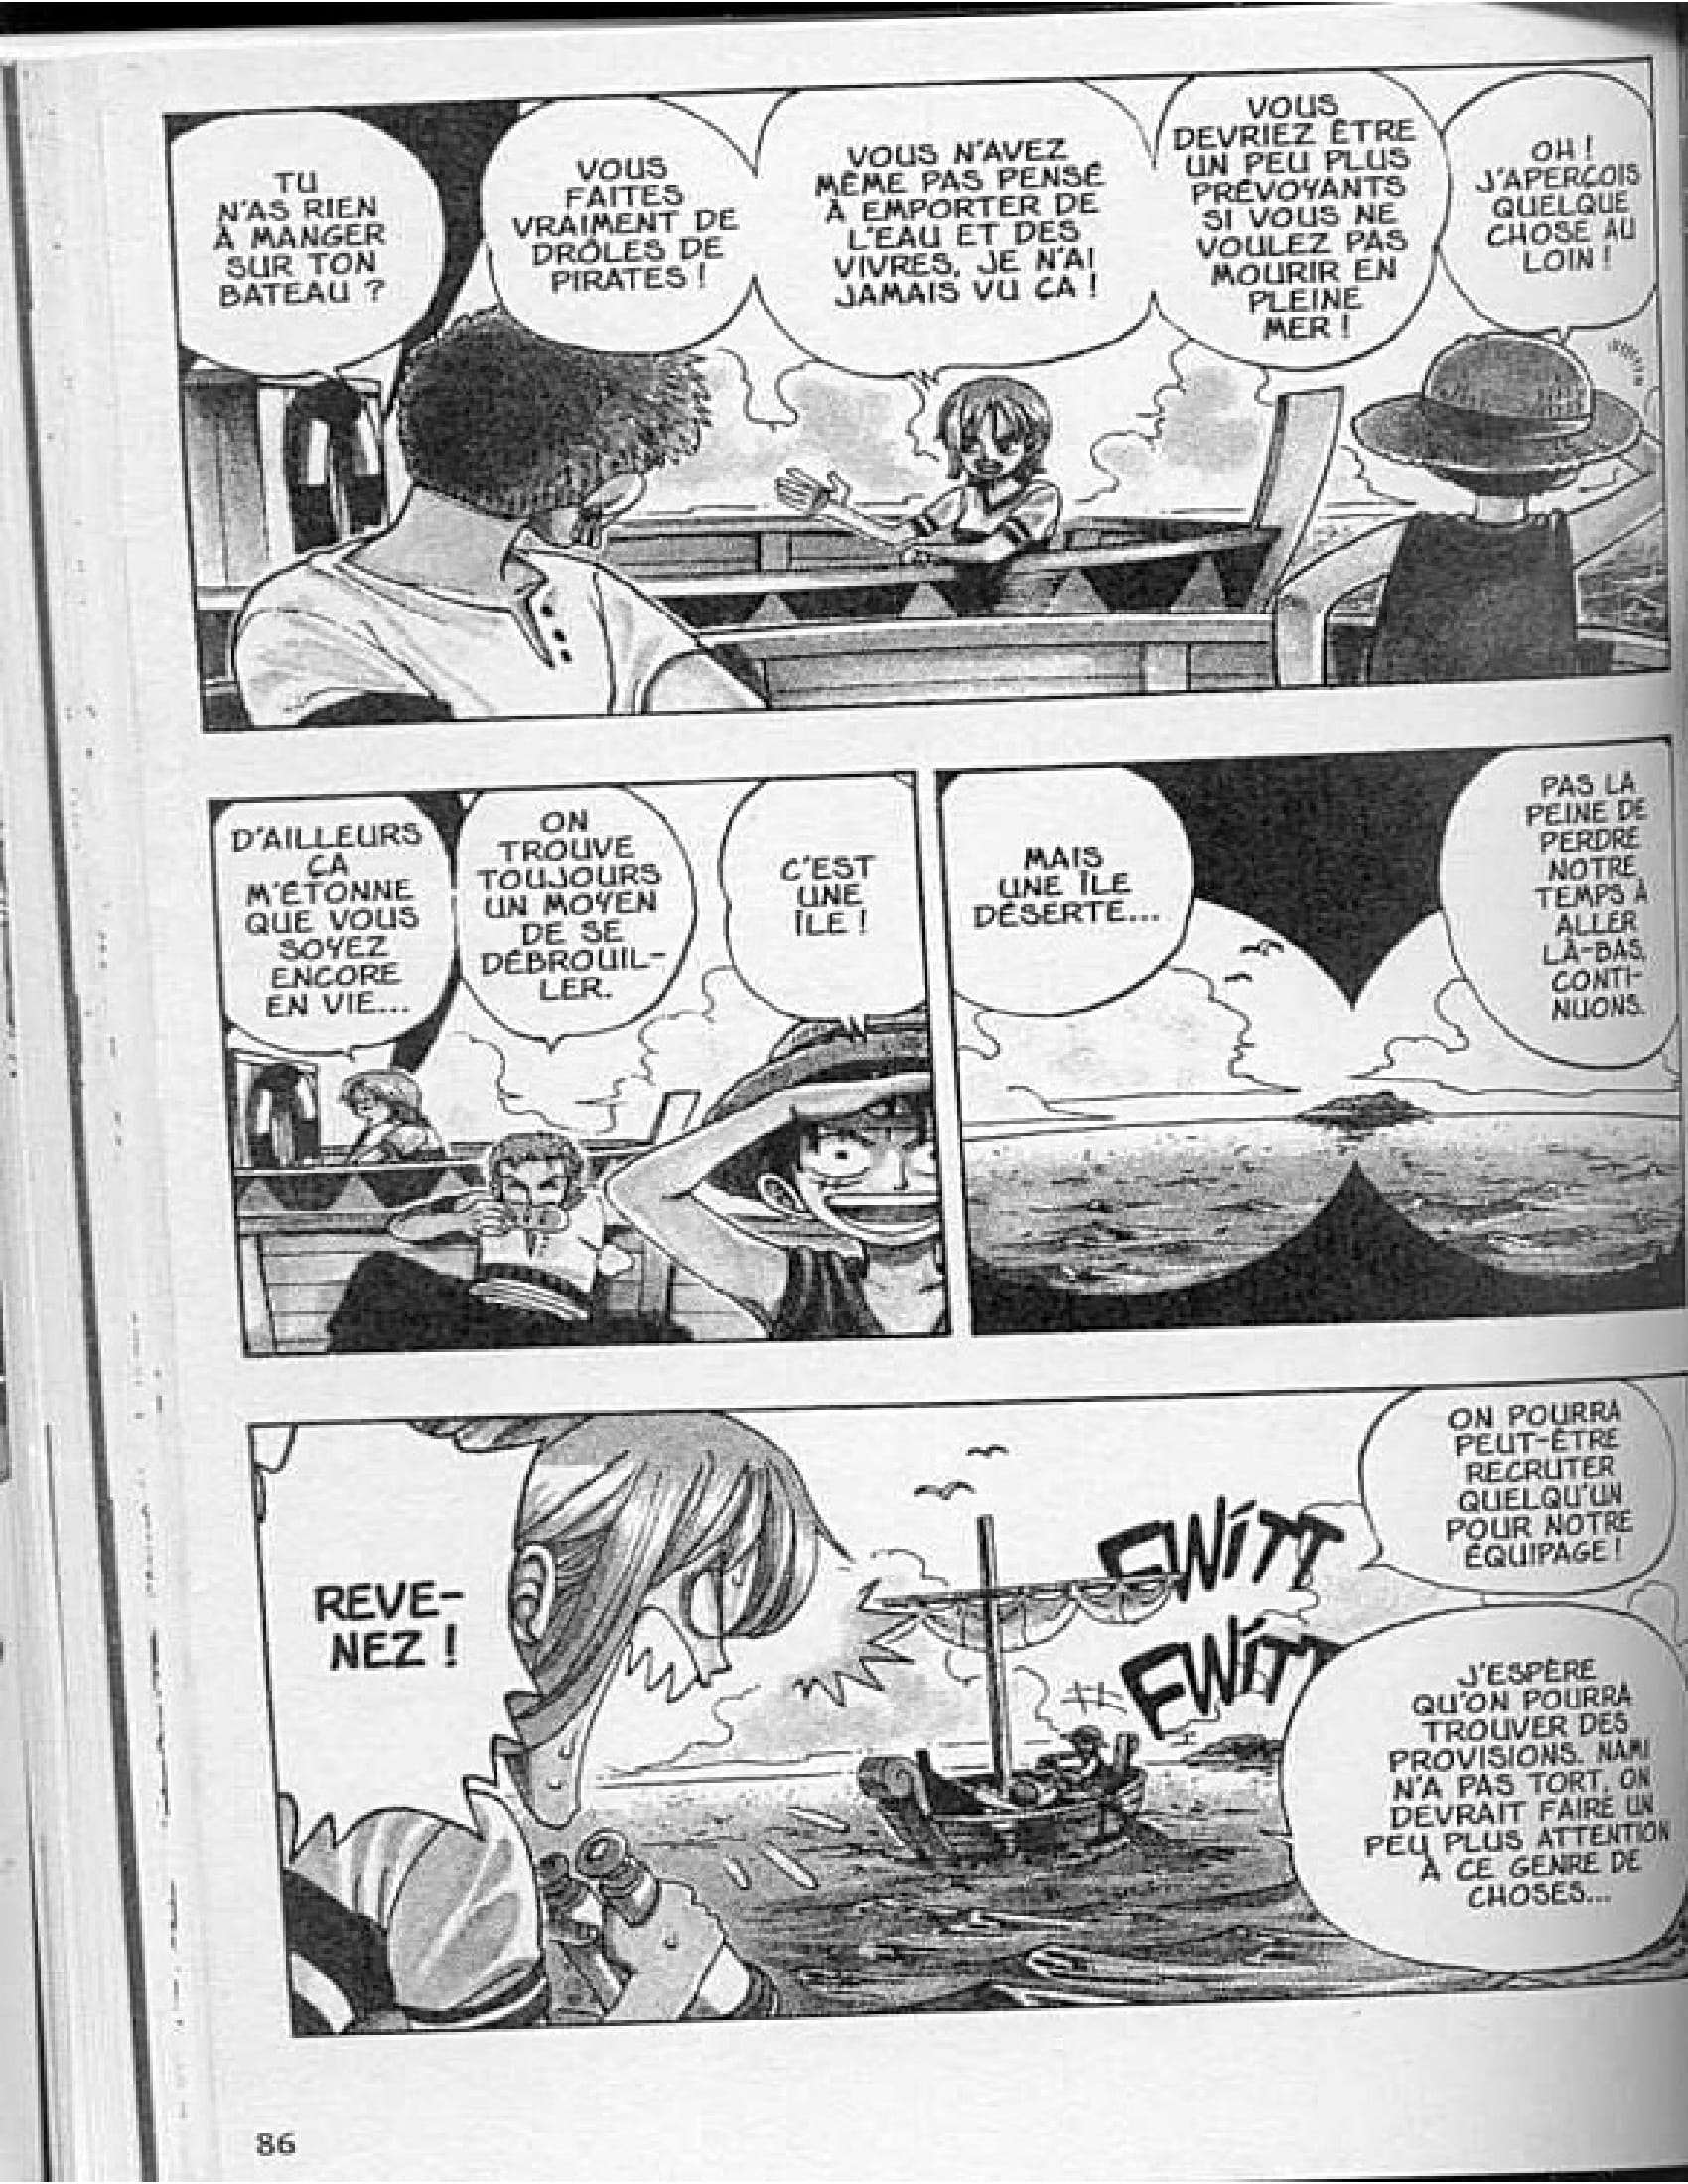 TU
N'AS RIEN
À MANGER
SUR TON
BATEAU ?
VOUS
FAITES
VRAIMENT DE
DRÔLES DE
PIRATES !
VOUS N'AVEZ
MÊME PAS PENSÉ
À EMPORTER DE
L'EAU ET DES
VIVRES, JE N'AI
JAMAIS VU ÇA !
VOUS
DEVRIEZ ÊTRE
UN PEU PLUS
PRÉVOYANTS
SI VOUS NE
VOULEZ PAS
MOURIR EN
PLEINE
MER !
OH !
J'APERÇOIS
QUELQUE
CHOSE AU
LOIN !
D'AILLEURS
ÇA
M'ÉTONNE
QUE VOUS
SOYEZ
ENCORE
EN VIE...
ON
TROUVE
TOUJOURS
UN MOYEN
DE SE
DÉBROUIL-
LER.
C'EST
UNE
ÎLE !
MAIS
UNE ÎLE
DÉSERTE...
PAS LA
PEINE DE
PERDRE
NOTRE
TEMPS À
ALLER
LÀ-BAS,
CONTI-
NUONS.
REVE-
NEZ !
FWITT
FWITT
ON POURRA
PEUT-ÊTRE
RECRUTER
QUELQU'UN
POUR NOTRE
ÉQUIPAGE !
J'ESPÈRE
QU'ON POURRA
TROUVER DES
PROVISIONS. NAMI
N'A PAS TORT, ON
DEVRAIT FAIRE UN
PEU PLUS ATTENTION
À CE GENRE DE
CHOSES...
86